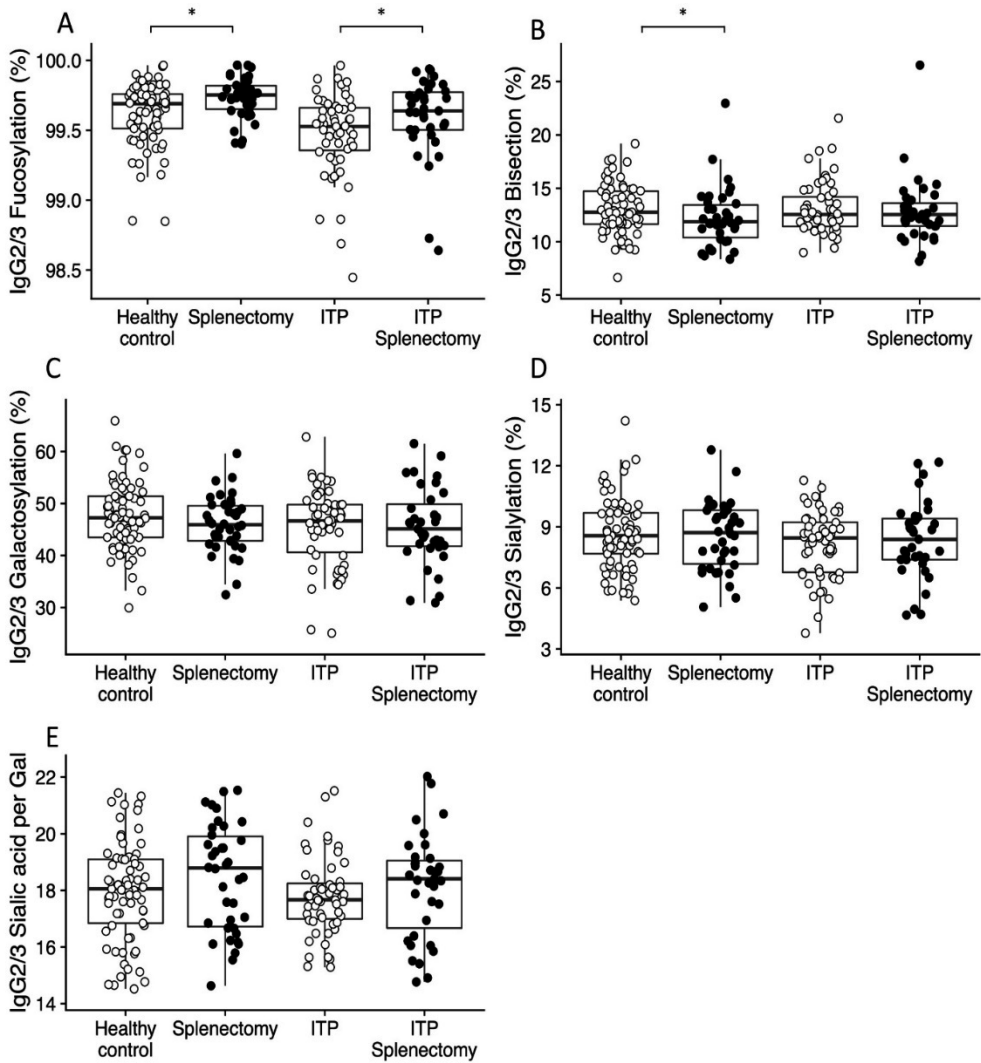 A
*
*
IgG2/3 Fucosylation (%)
100.0
99.5
99.0
98.5
Healthy
control
Splenectomy
ITP
ITP
Splenectomy
B
*
IgG2/3 Bisection (%)
25
20
15
10
5
Healthy
control
Splenectomy
ITP
ITP
Splenectomy
C
IgG2/3 Galactosylation (%)
60
50
40
30
Healthy
control
Splenectomy
ITP
ITP
Splenectomy
D
IgG2/3 Sialylation (%)
15
12
9
6
3
Healthy
control
Splenectomy
ITP
ITP
Splenectomy
E
IgG2/3 Sialic acid per Gal
22
20
18
16
14
Healthy
control
Splenectomy
ITP
ITP
Splenectomy